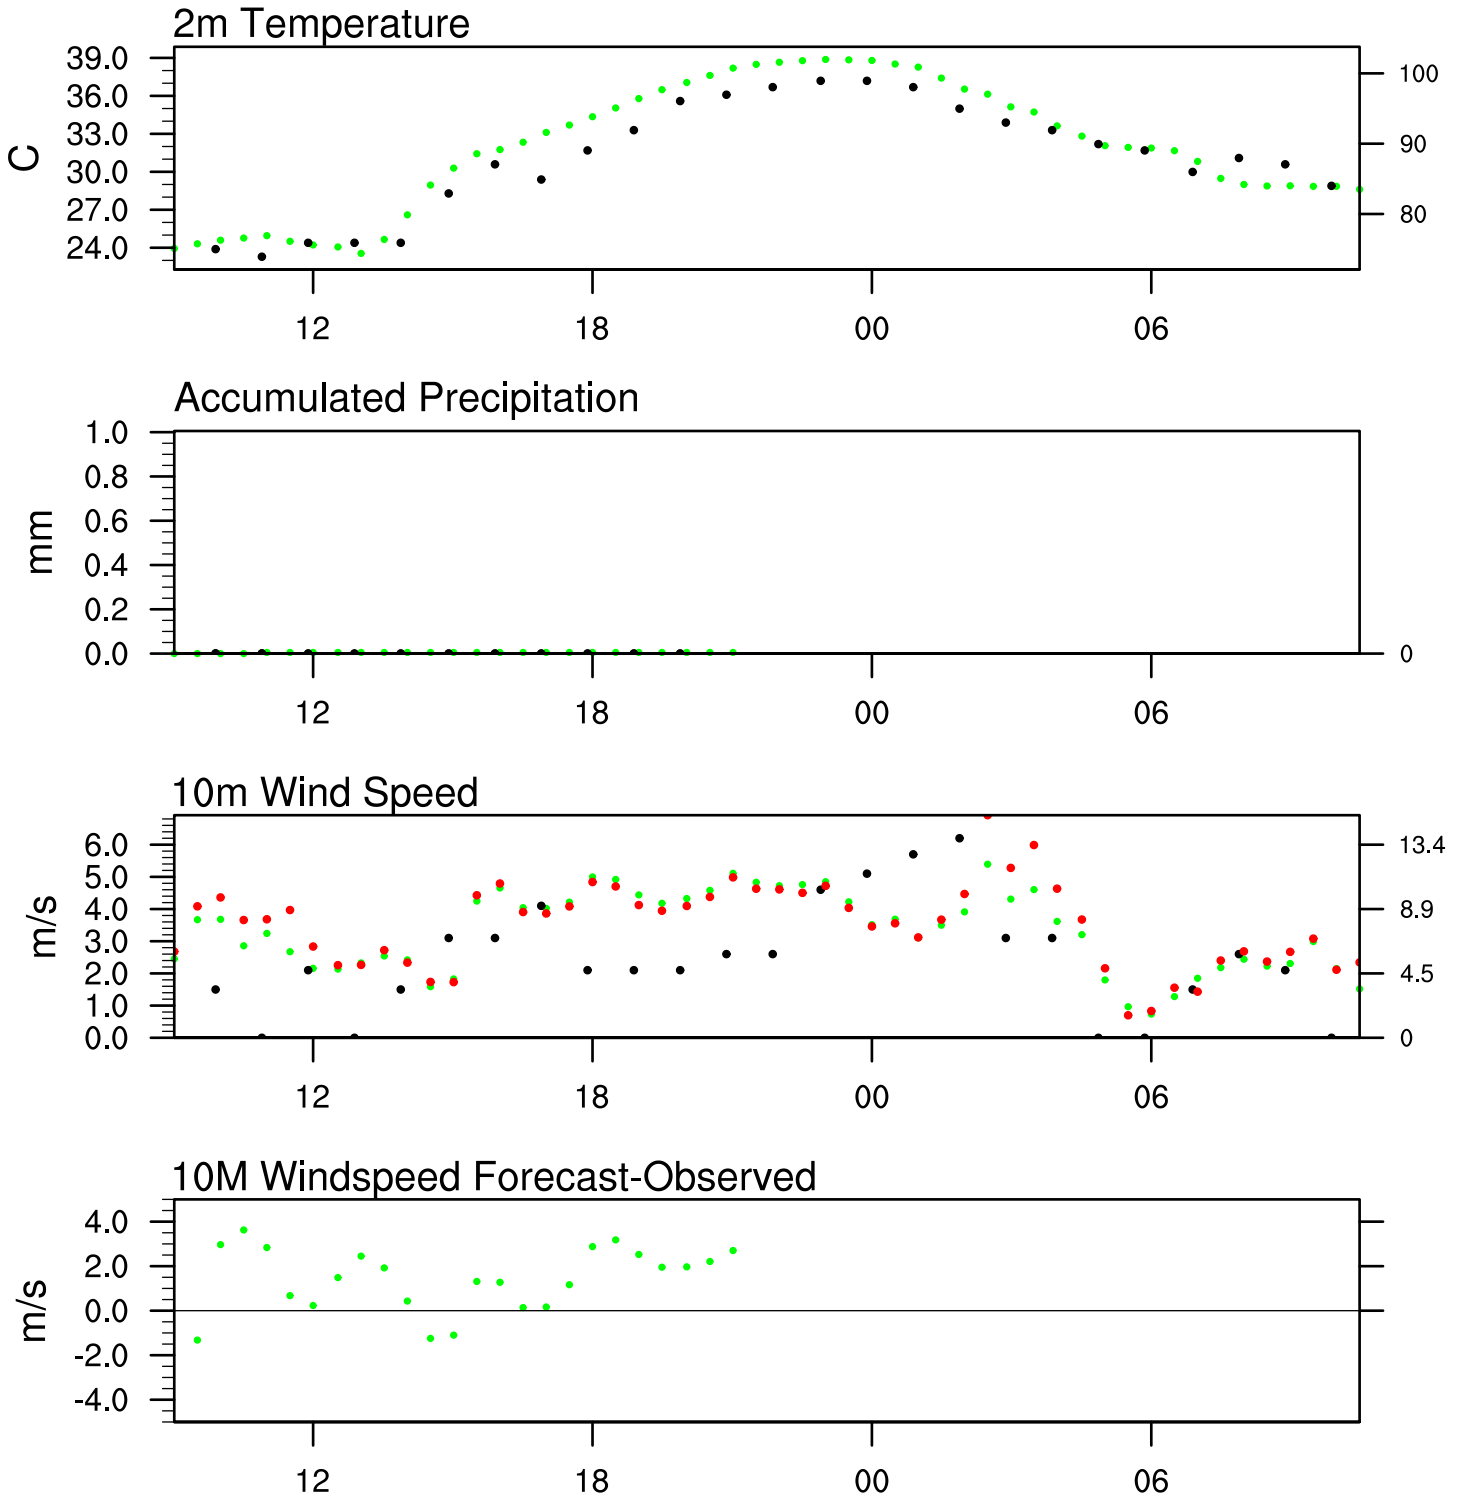 2m Temperature
39.0
36.0
33.0
30.0
27.0
24.0
C
100
90
80
12 18 00 06
Accumulated Precipitation
1.0
0.8
0.6
0.4
0.2
0.0
mm
0
12 18 00 06
10m Wind Speed
6.0
5.0
4.0
3.0
2.0
1.0
0.0
m/s
13.4
8.9
4.5
0
12 18 00 06
10M Windspeed Forecast-Observed
4.0
2.0
0.0
-2.0
-4.0
m/s
12 18 00 06